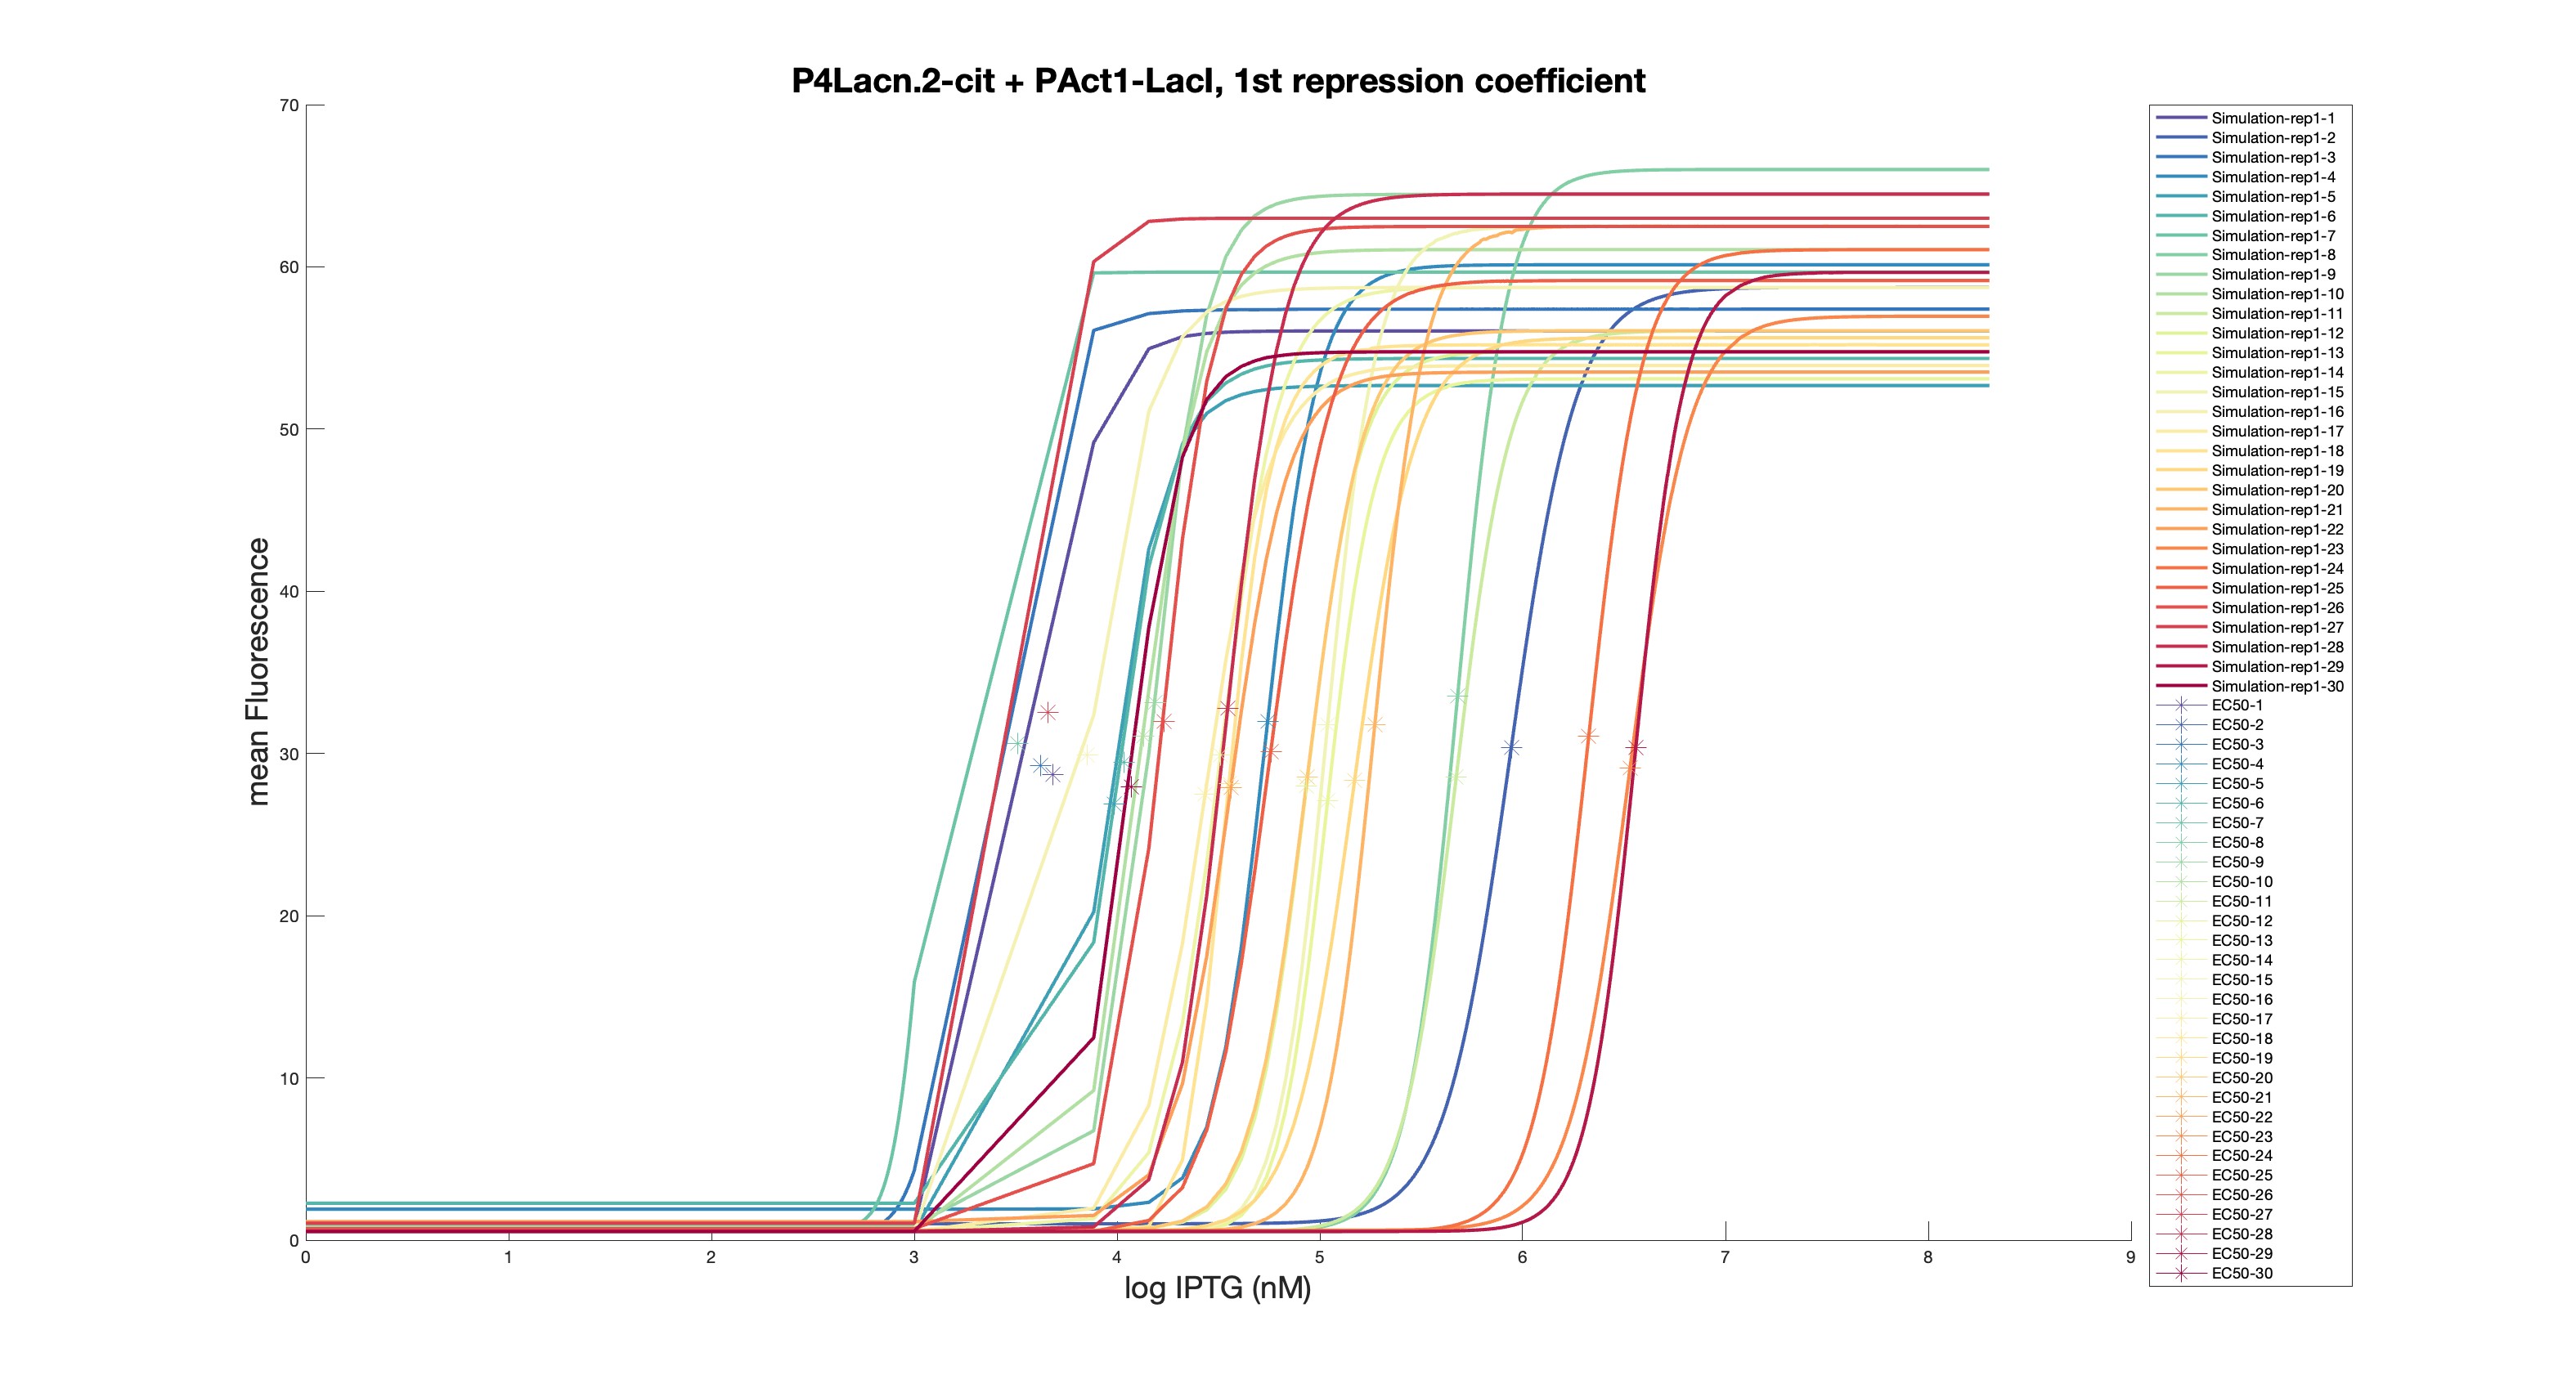 P4Lacn.2-cit + PAct1-LacI, 1st repression coefficient
70
60
50
40
30
20
10
0
mean Fluorescence
0 1 2 3 4 5 6 7 8 9
log IPTG (nM)
Simulation-rep1-1
Simulation-rep1-2
Simulation-rep1-3
Simulation-rep1-4
Simulation-rep1-5
Simulation-rep1-6
Simulation-rep1-7
Simulation-rep1-8
Simulation-rep1-9
Simulation-rep1-10
Simulation-rep1-11
Simulation-rep1-12
Simulation-rep1-13
Simulation-rep1-14
Simulation-rep1-15
Simulation-rep1-16
Simulation-rep1-17
Simulation-rep1-18
Simulation-rep1-19
Simulation-rep1-20
Simulation-rep1-21
Simulation-rep1-22
Simulation-rep1-23
Simulation-rep1-24
Simulation-rep1-25
Simulation-rep1-26
Simulation-rep1-27
Simulation-rep1-28
Simulation-rep1-29
Simulation-rep1-30
EC50-1
EC50-2
EC50-3
EC50-4
EC50-5
EC50-6
EC50-7
EC50-8
EC50-9
EC50-10
EC50-11
EC50-12
EC50-13
EC50-14
EC50-15
EC50-16
EC50-17
EC50-18
EC50-19
EC50-20
EC50-21
EC50-22
EC50-23
EC50-24
EC50-25
EC50-26
EC50-27
EC50-28
EC50-29
EC50-30